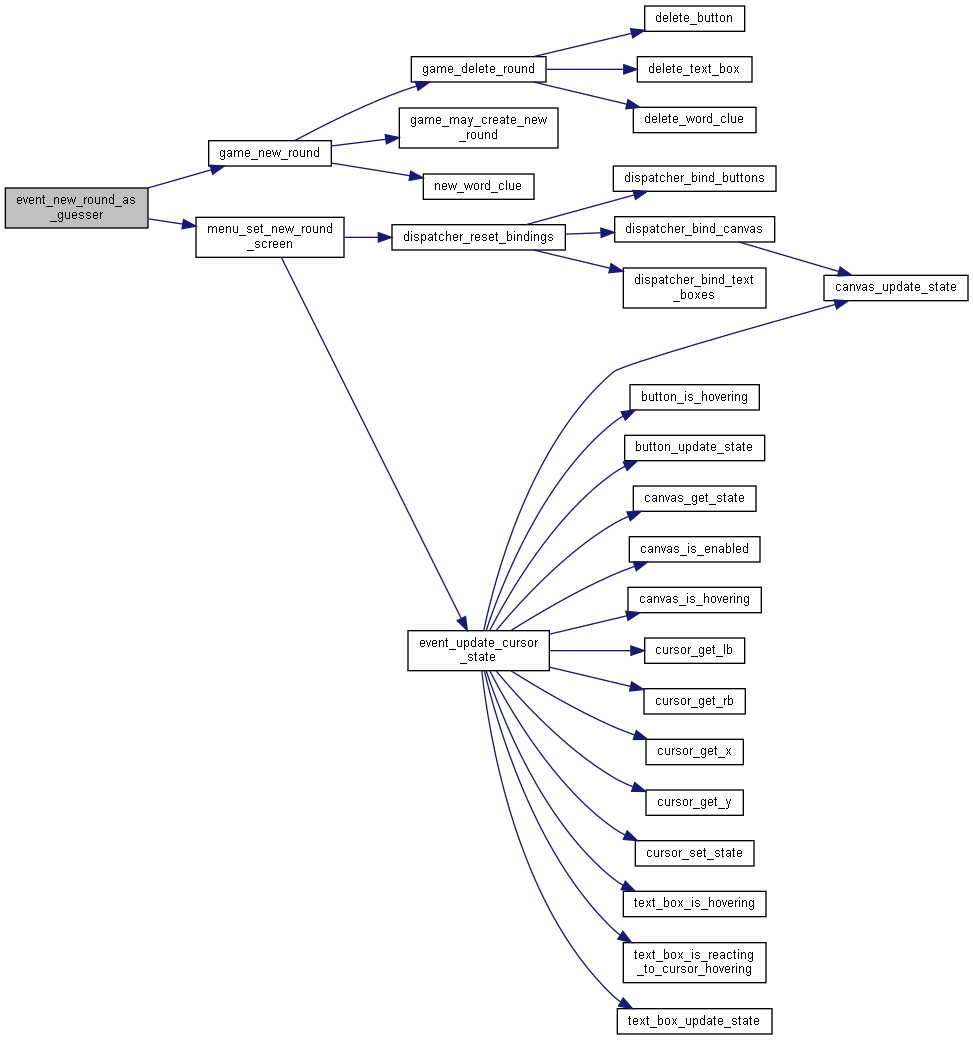 delete_button
game_delete_round
delete_text_box
delete_word_clue
game_may_create_new
_round
game_new_round
new_word_clue
dispatcher_bind_buttons
event_new_round_as
_guesser
menu_set_new_round
_screen
dispatcher_reset_bindings
dispatcher_bind_canvas
dispatcher_bind_text
_boxes
canvas_update_state
button_is_hovering
button_update_state
canvas_get_state
canvas_is_enabled
canvas_is_hovering
event_update_cursor
_state
cursor_get_lb
cursor_get_rb
cursor_get_x
cursor_get_y
cursor_set_state
text_box_is_hovering
text_box_is_reacting
_to_cursor_hovering
text_box_update_state